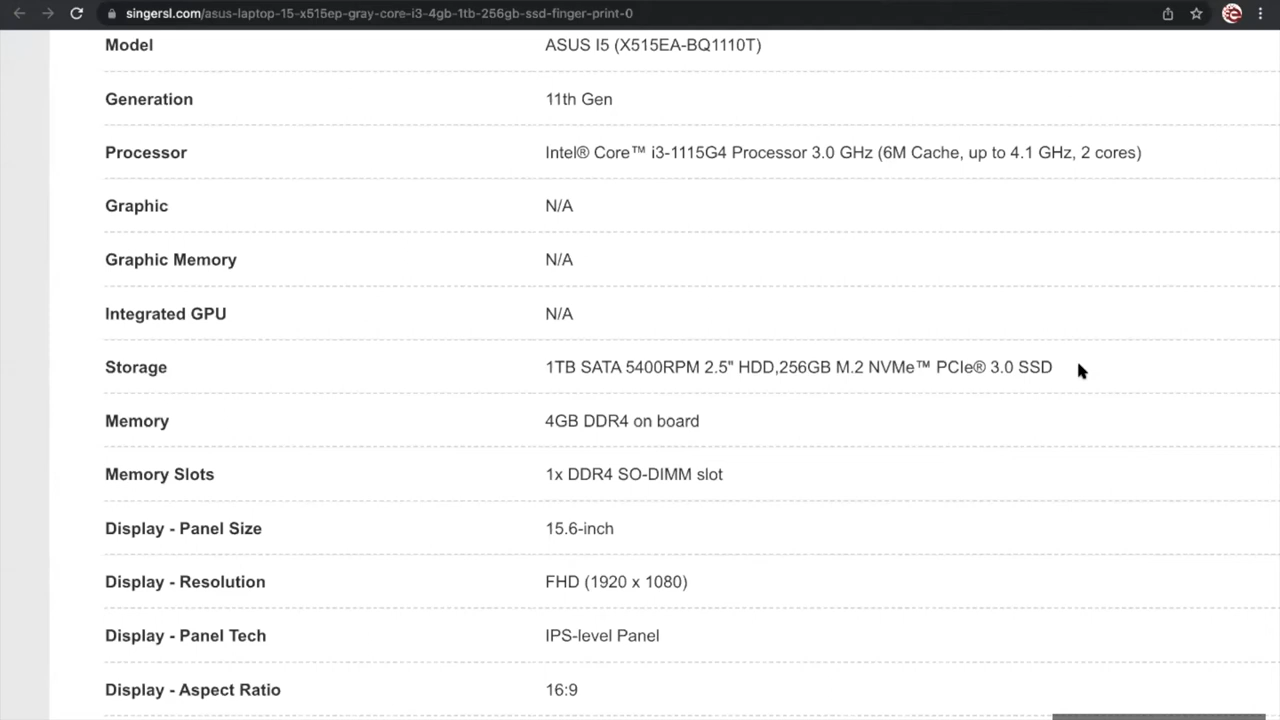 singersl.com/asus-laptop-15-x515ep-gray-core-i3-4gb-1tb-256gb-ssd-finger-print-0
Model ASUS I5 (X515EA-BQ1110T)
Generation 11th Gen
Processor Intel® Core™ i3-1115G4 Processor 3.0 GHz (6M Cache, up to 4.1 GHz, 2 cores)
Graphic N/A
Graphic Memory N/A
Integrated GPU N/A
Storage 1TB SATA 5400RPM 2.5" HDD,256GB M.2 NVMe™ PCIe® 3.0 SSD
Memory 4GB DDR4 on board
Memory Slots 1x DDR4 SO-DIMM slot
Display - Panel Size 15.6-inch
Display - Resolution FHD (1920 x 1080)
Display - Panel Tech IPS-level Panel
Display - Aspect Ratio 16:9